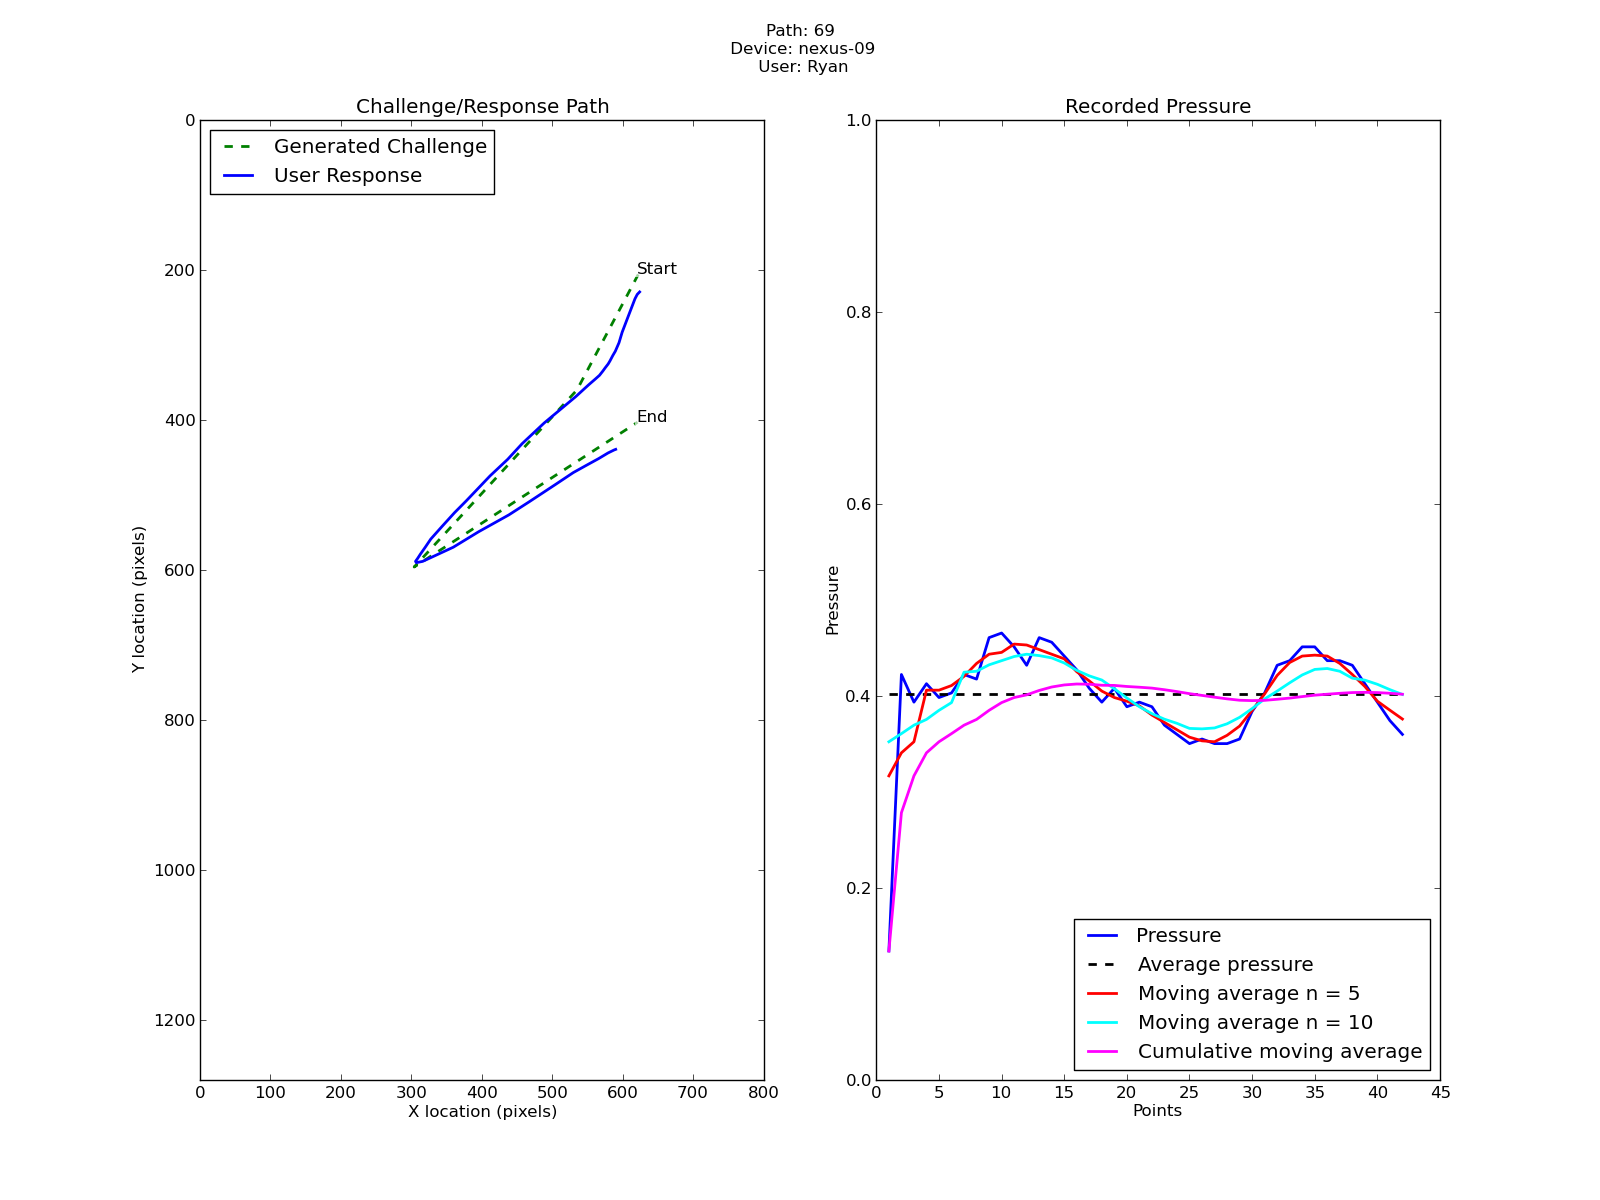 Path: 69
Device: nexus-09
User: Ryan
Challenge/Response Path
Generated Challenge
User Response
Start
End
0
200
400
600
800
1000
1200
Y location (pixels)
0 100 200 300 400 500 600 700 800
X location (pixels)
Recorded Pressure
1.0
0.8
0.6
0.4
0.2
0.0
Pressure
Pressure
Average pressure
Moving average n = 5
Moving average n = 10
Cumulative moving average
0 5 10 15 20 25 30 35 40 45
Points